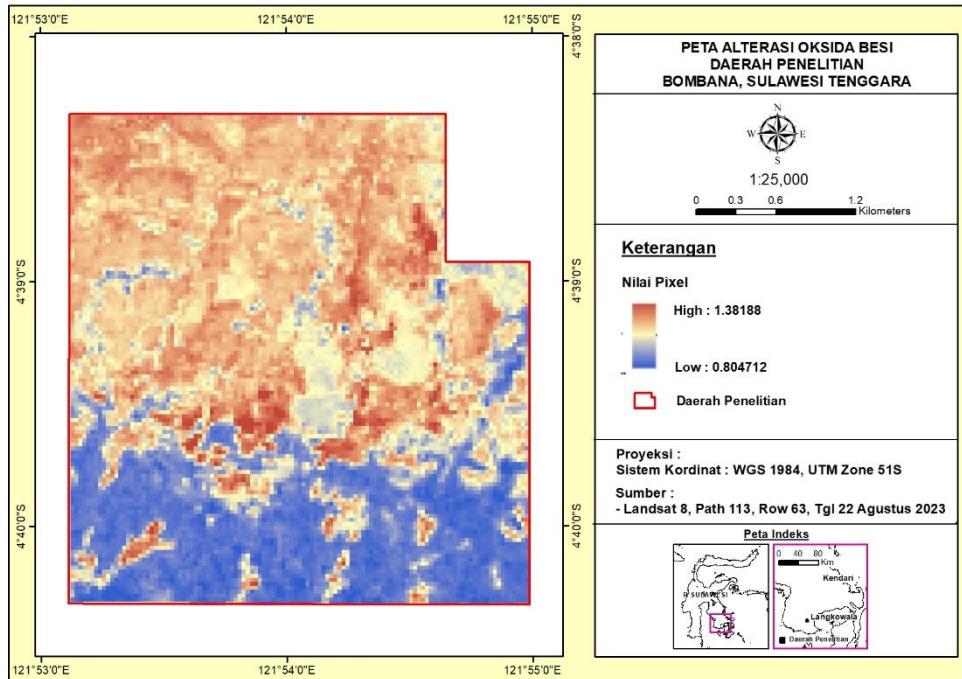 121°53'0"E
121°54'0"E
121°55'0"E
4°38'0"S
4°39'0"S
4°39'0"S
4°40'0"S
4°40'0"S
121°53'0"E
121°54'0"E
121°55'0"E
PETA ALTERASI OKSIDA BESI
DAERAH PENELITIAN
BOMBANA, SULAWESI TENGGARA
N
W E
S
1:25,000
0 0.3 0.6 1.2
Kilometers
Keterangan
Nilai Pixel
High : 1.38188
Low : 0.804712
Daerah Penelitian
Proyeksi :
Sistem Kordinat : WGS 1984, UTM Zone 51S
Sumber :
- Landsat 8, Path 113, Row 63, Tgl 22 Agustus 2023
Peta Indeks
SULAWESI
0 40 80
Km
Kendari
Langkowala
Daerah Penelitian